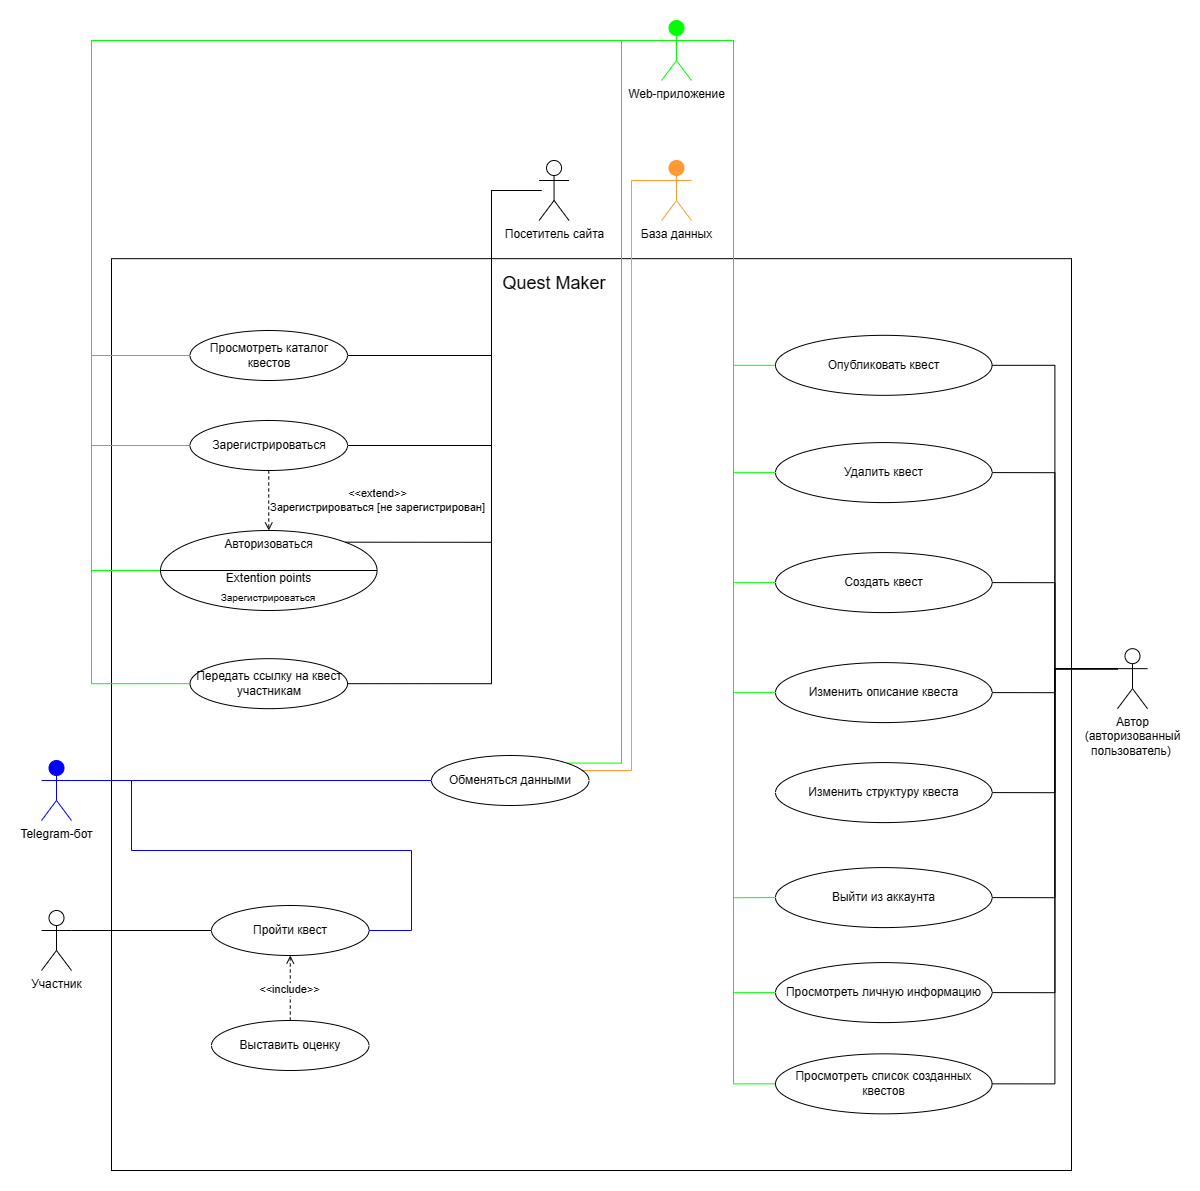 Web-приложение
Посетитель сайта
База данных
Quest Maker
Просмотреть каталог
квестов
Опубликовать квест
Зарегистрироваться
Удалить квест
<<extend>>
Зарегистрироваться [не зарегистрирован]
Авторизоваться
Extention points
Зарегистрироваться
Создать квест
Передать ссылку на квест
участникам
Изменить описание квеста
Автор
(авторизованный
пользователь)
Обменяться данными
Изменить структуру квеста
Telegram-бот
Выйти из аккаунта
Пройти квест
Участник
<<include>>
Просмотреть личную информацию
Выставить оценку
Просмотреть список созданных
квестов